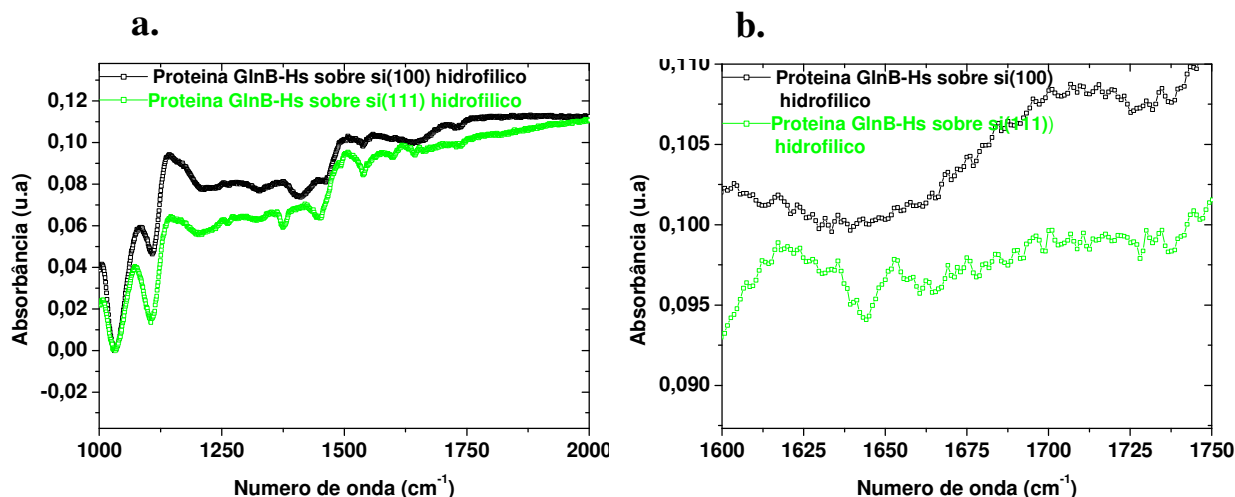 a.
Proteina GlnB-Hs sobre si(100) hidrofilico
Proteina GlnB-Hs sobre si(111) hidrofilico
0,12
0,10
0,08
0,06
0,04
0,02
0,00
-0,02
Absorbância (u.a)
1000 1250 1500 1750 2000
Numero de onda (cm-1)
b.
0,110
Proteina GlnB-Hs sobre si(100)
hidrofilico
Proteina GlnB-Hs sobre si(111))
hidrofilico
0,105
0,100
0,095
0,090
Absorbância (u.a)
1600 1625 1650 1675 1700 1725 1750
Numero de onda (cm-1)